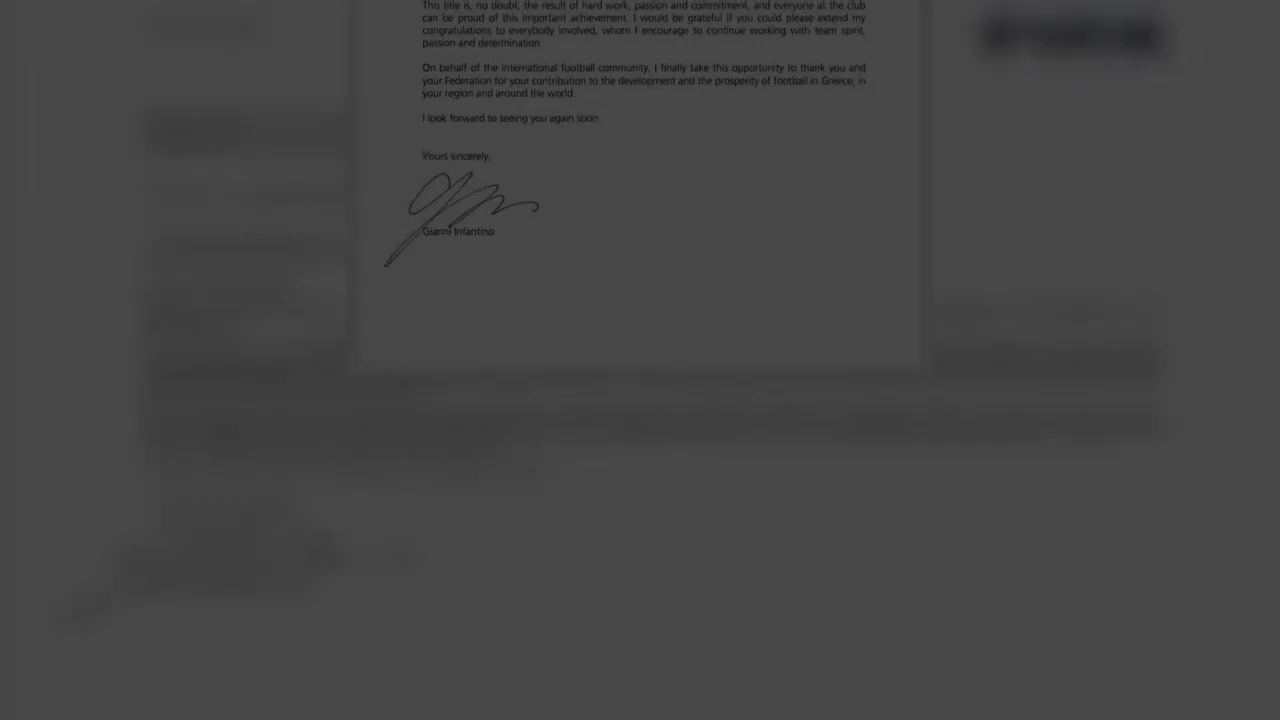 This title is, no doubt, the result of hard work, passion and commitment, and everyone at the club
can be proud of this important achievement. I would be grateful if you could please extend my
congratulations to everybody involved, whom I encourage to continue working with team spirit,
passion and determination.
On behalf of the international football community, I finally take this opportunity to thank you and
your Federation for your contribution to the development and the prosperity of football in Greece, in
your region and around the world.
I look forward to seeing you again soon.
Yours sincerely,
Gianni Infantino